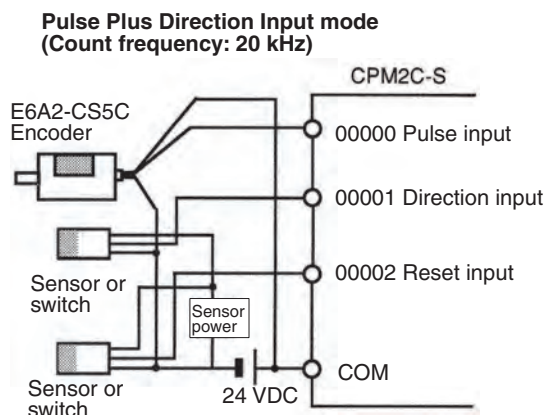 Pulse Plus Direction Input mode
(Count frequency: 20 kHz)
CPM2C-S
E6A2-CS5C
Encoder
00000 Pulse input
00001 Direction input
Sensor or
switch
00002 Reset input
Sensor
power
COM
24 VDC
Sensor or
switch